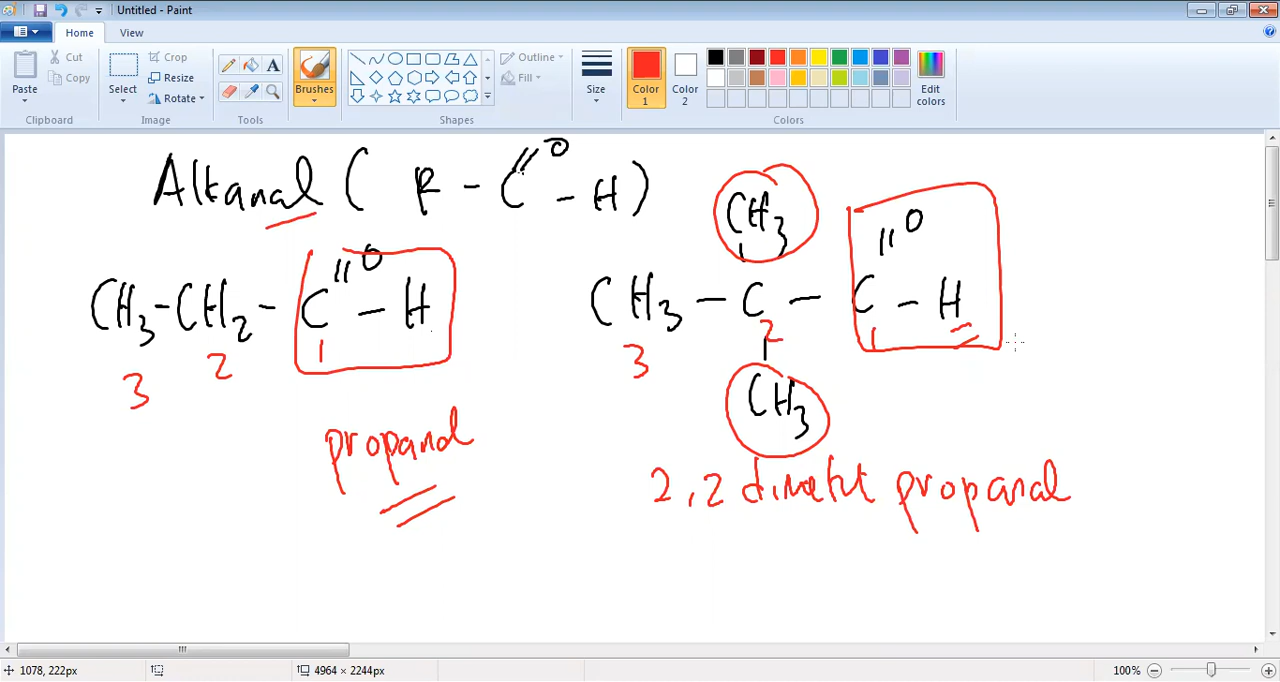 Untitled - Paint
Home View
Paste
Cut
Copy
Select
Crop
Resize
Rotate
Brushes
Outline
Fill
Size
Color 1
Color 2
Edit colors
Clipboard Image Tools Shapes Colors
Alkanal ( R - C = O - H )
CH3 - CH2 - C = O - H
3 2 1
propanal
CH3
CH3 - C - C = O - H
3 2 1
CH3
2,2 dimetil propanal
1078, 222px 4964 × 2244px 100%